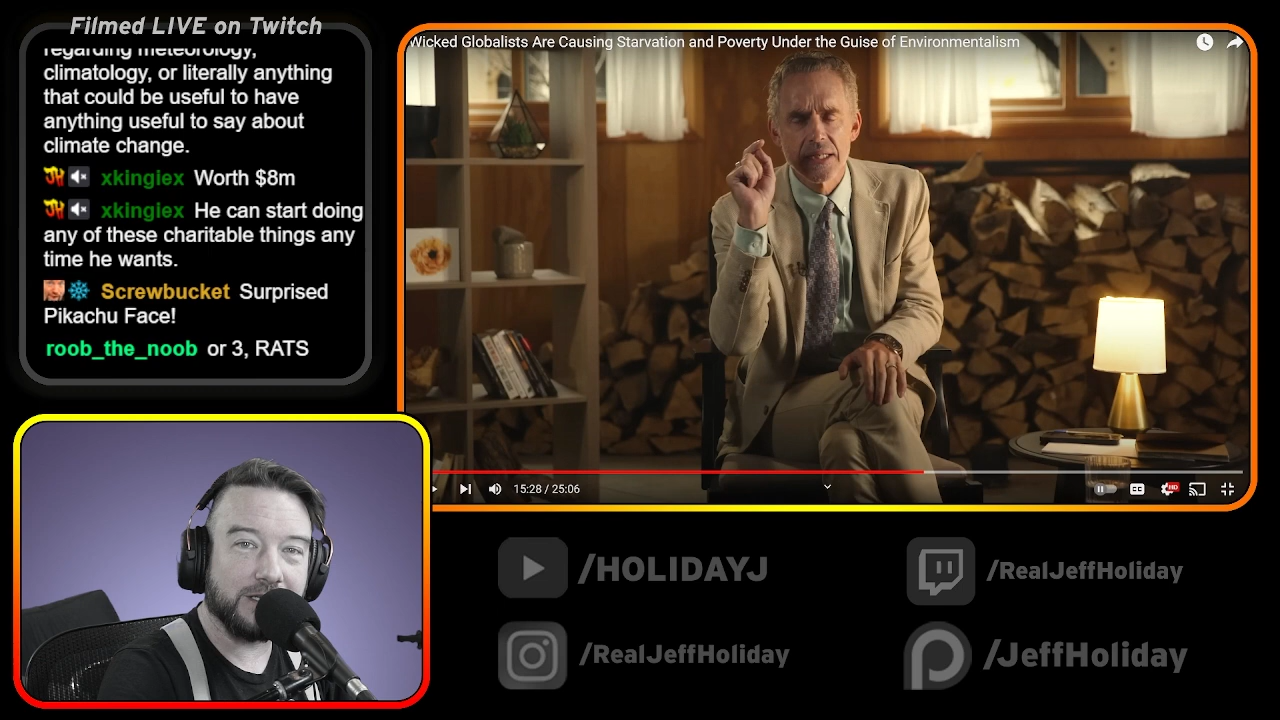 Filmed LIVE on Twitch
regarding meteorology,
climatology, or literally anything
that could be useful to have
anything useful to say about
climate change.
xkingiex Worth $8m
xkingiex He can start doing
any of these charitable things any
time he wants.
Screwbucket Surprised
Pikachu Face!
roob_the_noob or 3, RATS
Wicked Globalists Are Causing Starvation and Poverty Under the Guise of Environmentalism
15:28 / 25:06
CC
HD
/HOLIDAYJ
/RealJeffHoliday
/RealJeffHoliday
/JeffHoliday